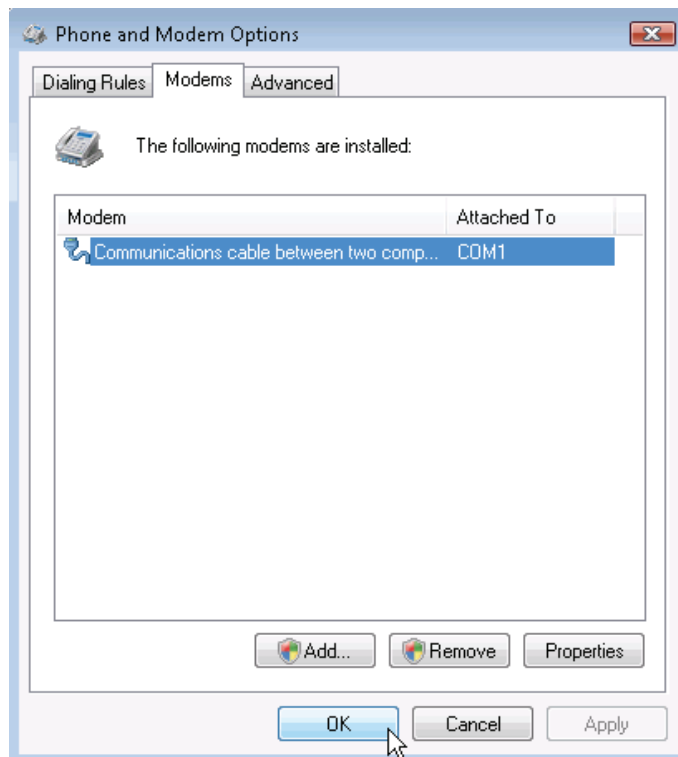 Phone and Modem Options
Dialing Rules Modems Advanced
The following modems are installed:
Modem Attached To
Communications cable between two comp... COM1
Add... Remove Properties
OK Cancel Apply